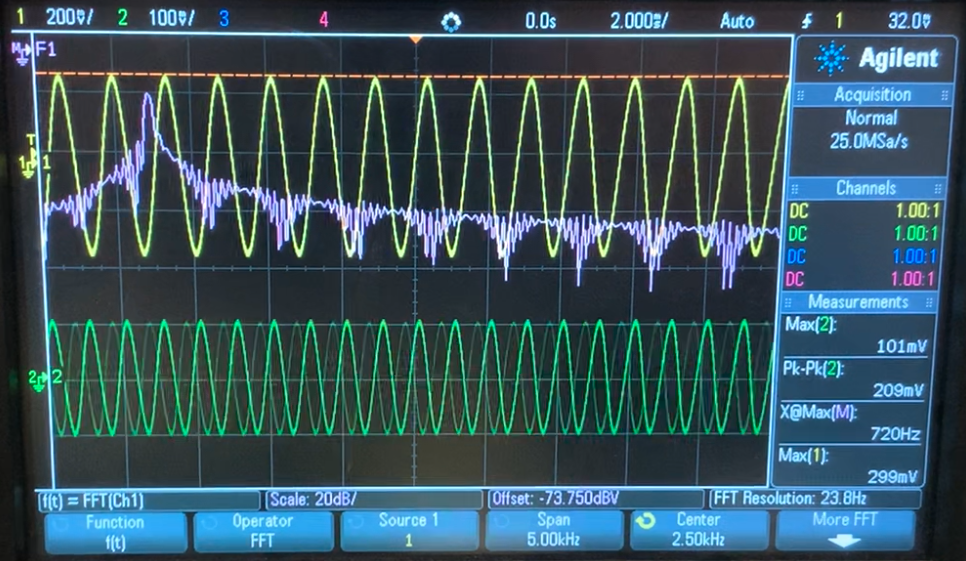 1 200mV/ 2 100mV/ 3 4 0.0s 2.000ms/ Auto 1 32.0mV
M F1
Agilent
Acquisition
Normal
25.0MSa/s
Channels
DC 1.00:1
DC 1.00:1
DC 1.00:1
DC 1.00:1
Measurements
Max(2):
101mV
Pk-Pk(2):
209mV
X@Max(M):
720Hz
Max(1):
299mV
T
1 1
2 2
f(t) = FFT(Ch1) Scale: 20dB/ Offset: -73.750dBV FFT Resolution: 23.8Hz
Function Operator Source 1 Span Center More FFT
f(t) FFT 1 5.00kHz 2.50kHz